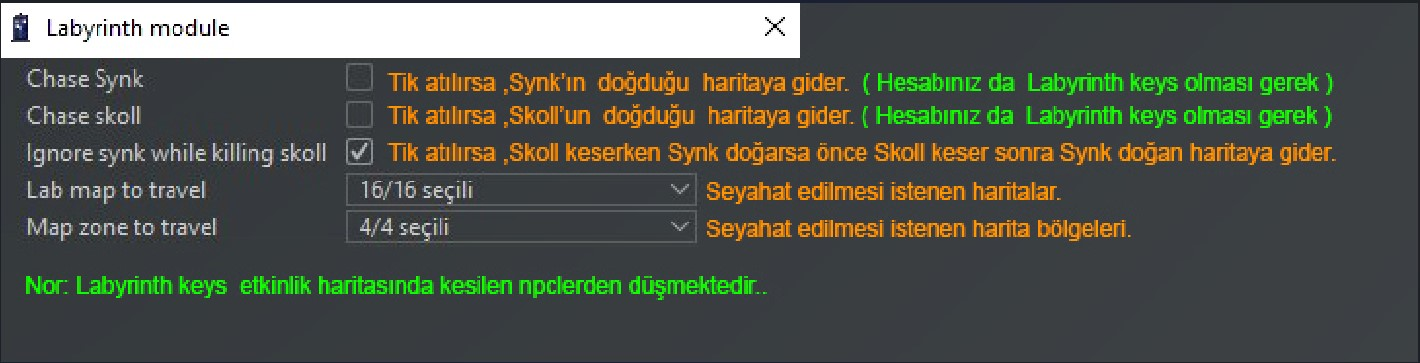 Labyrinth module
Chase Synk Tik atılırsa ,Synk'ın doğduğu haritaya gider. ( Hesabınız da Labyrinth keys olması gerek )
Chase skoll Tik atılırsa ,Skoll'un doğduğu haritaya gider. ( Hesabınız da Labyrinth keys olması gerek )
Ignore synk while killing skoll Tik atılırsa ,Skoll keserken Synk doğarsa önce Skoll keser sonra Synk doğan haritaya gider.
Lab map to travel 16/16 seçili Seyahat edilmesi istenen haritalar.
Map zone to travel 4/4 seçili Seyahat edilmesi istenen harita bölgeleri.
Nor: Labyrinth keys etkinlik haritasında kesilen npclerden düşmektedir..